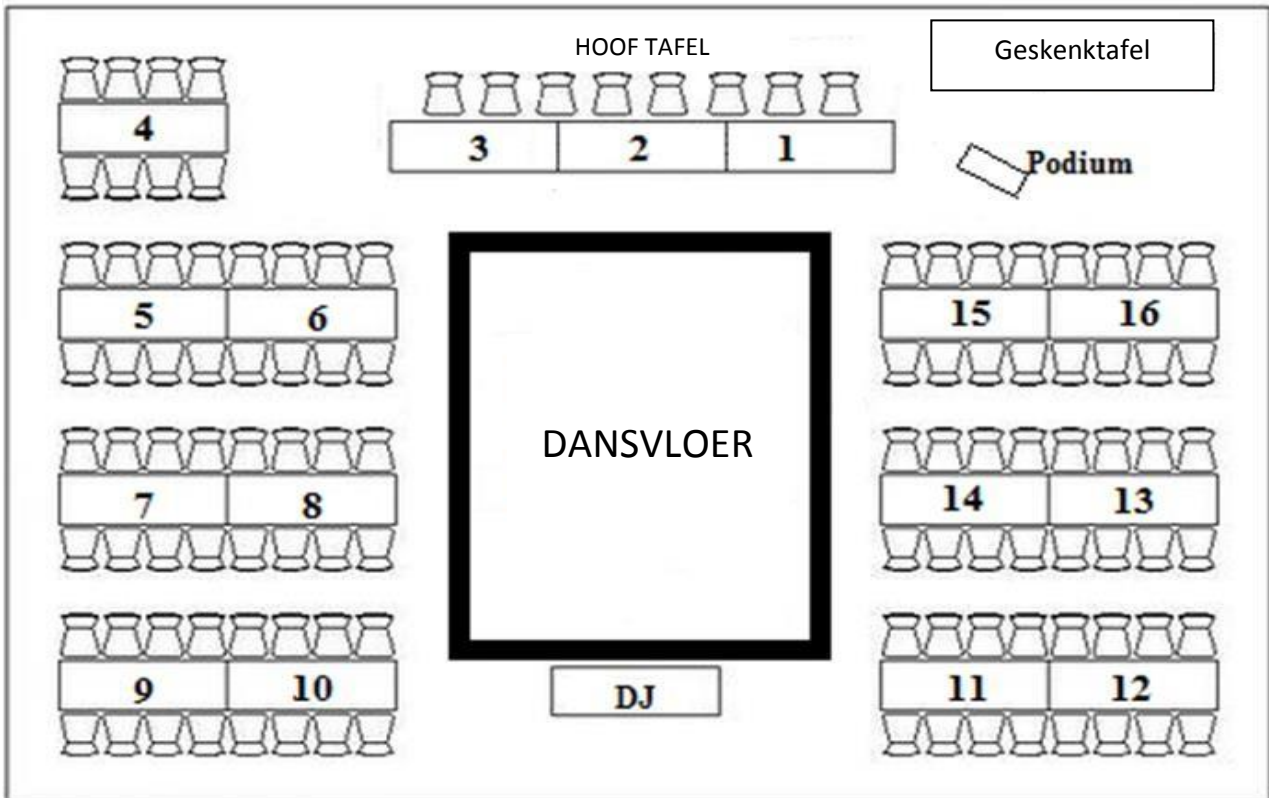 HOOF TAFEL
Geskenktafel
4
3 2 1
Podium
5 6
15 16
DANSVLOER
7 8
14 13
9 10
11 12
DJ